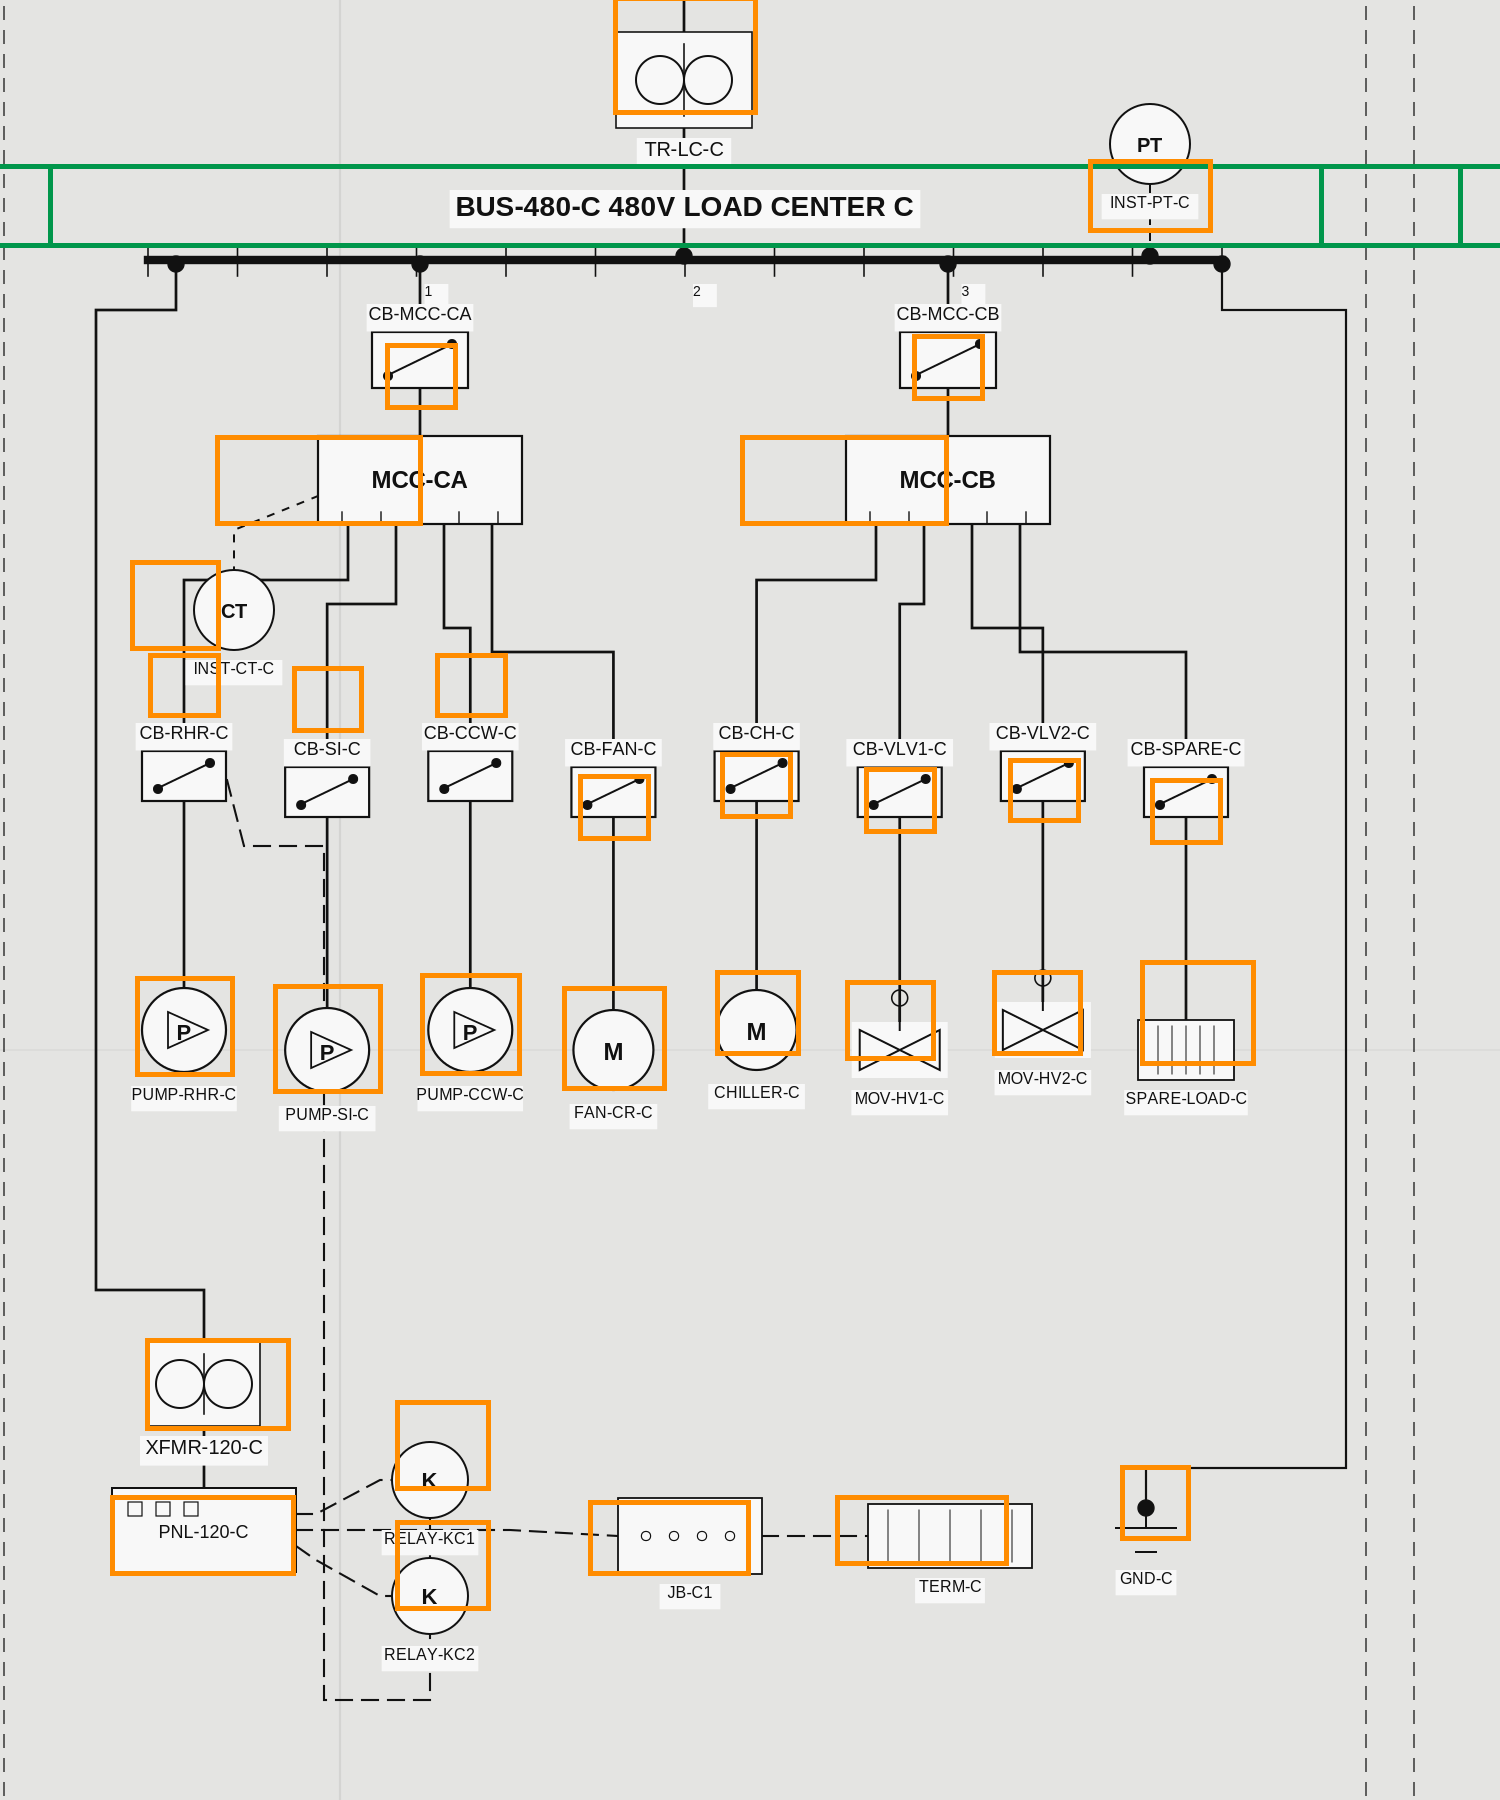 TR-LC-C
PT
BUS-480-C 480V LOAD CENTER C
INST-PT-C
1
2
3
CB-MCC-CA
CB-MCC-CB
MCC-CA
MCC-CB
CT
INST-CT-C
CB-RHR-C
CB-SI-C
CB-CCW-C
CB-FAN-C
CB-CH-C
CB-VLV1-C
CB-VLV2-C
CB-SPARE-C
P
P
P
M
M
PUMP-RHR-C
PUMP-SI-C
PUMP-CCW-C
FAN-CR-C
CHILLER-C
MOV-HV1-C
MOV-HV2-C
SPARE-LOAD-C
XFMR-120-C
K
PNL-120-C
RELAY-KC1
K
JB-C1
TERM-C
GND-C
RELAY-KC2